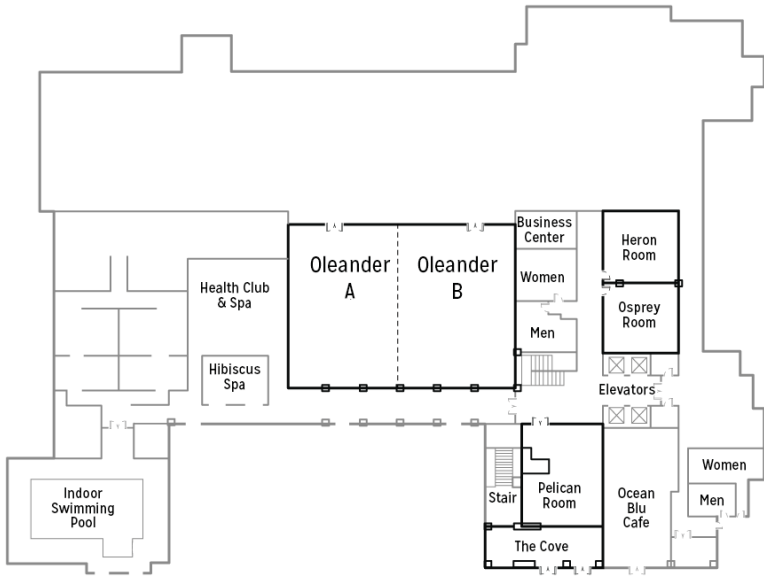 Business
Center
Oleander
A
Oleander
B
Heron
Room
Women
Health Club
& Spa
Osprey
Room
Men
Hibiscus
Spa
Elevators
Women
Indoor
Swimming
Pool
Stair
Pelican
Room
Ocean
Blu
Cafe
Men
The Cove